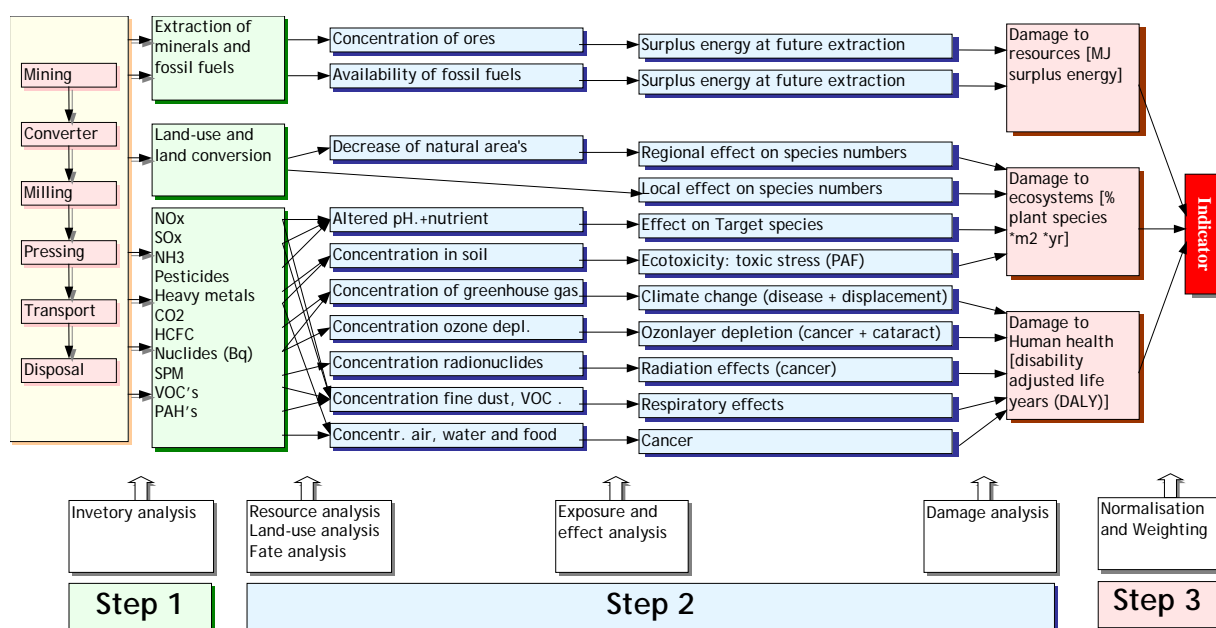 Mining
Converter
Milling
Pressing
Transport
Disposal
Extraction of
minerals and
fossil fuels
Land-use and
land conversion
NOx
SOx
NH3
Pesticides
Heavy metals
CO2
HCFC
Nuclides (Bq)
SPM
VOC's
PAH's
Concentration of ores
Availability of fossil fuels
Decrease of natural area's
Altered pH.+nutrient
Concentration in soil
Concentration of greenhouse gas
Concentration ozone depl.
Concentration radionuclides
Concentration fine dust, VOC .
Concentr. air, water and food
Surplus energy at future extraction
Surplus energy at future extraction
Regional effect on species numbers
Local effect on species numbers
Effect on Target species
Ecotoxicity: toxic stress (PAF)
Climate change (disease + displacement)
Ozonlayer depletion (cancer + cataract)
Radiation effects (cancer)
Respiratory effects
Cancer
Damage to
resources [MJ
surplus energy]
Damage to
ecosystems [%
plant species
*m2 *yr]
Damage to
Human health
[disability
adjusted life
years (DALY)]
Indicator
Invetory analysis
Resource analysis
Land-use analysis
Fate analysis
Exposure and
effect analysis
Damage analysis
Normalisation
and Weighting
Step 1
Step 2
Step 3